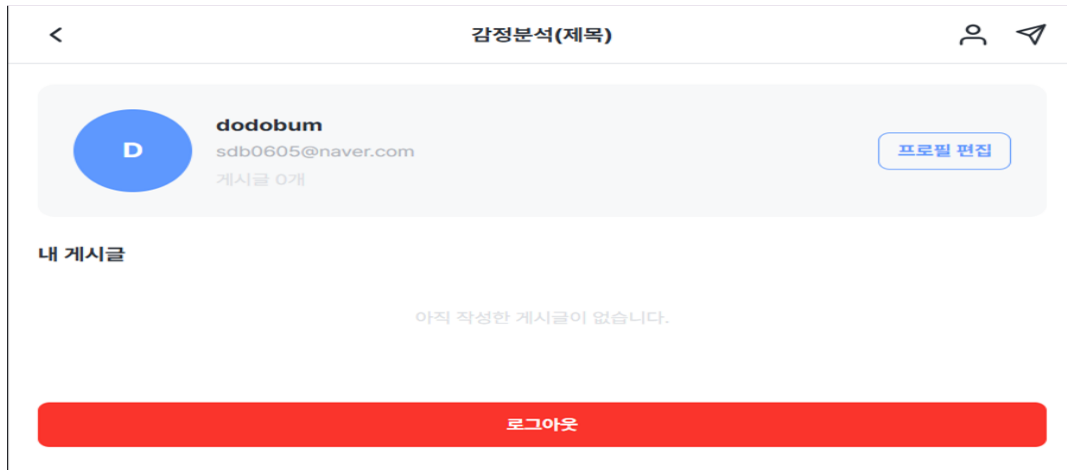 감정분석(제목)
D
dodobum
sdb0605@naver.com
게시글 0개
프로필 편집
내 게시글
아직 작성한 게시글이 없습니다.
로그아웃